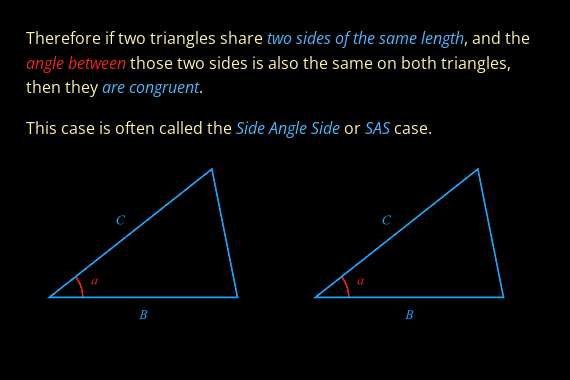 Therefore if two triangles share two sides of the same length, and the
angle between those two sides is also the same on both triangles,
then they are congruent.
This case is often called the Side Angle Side or SAS case.
C
C
a
a
B
B